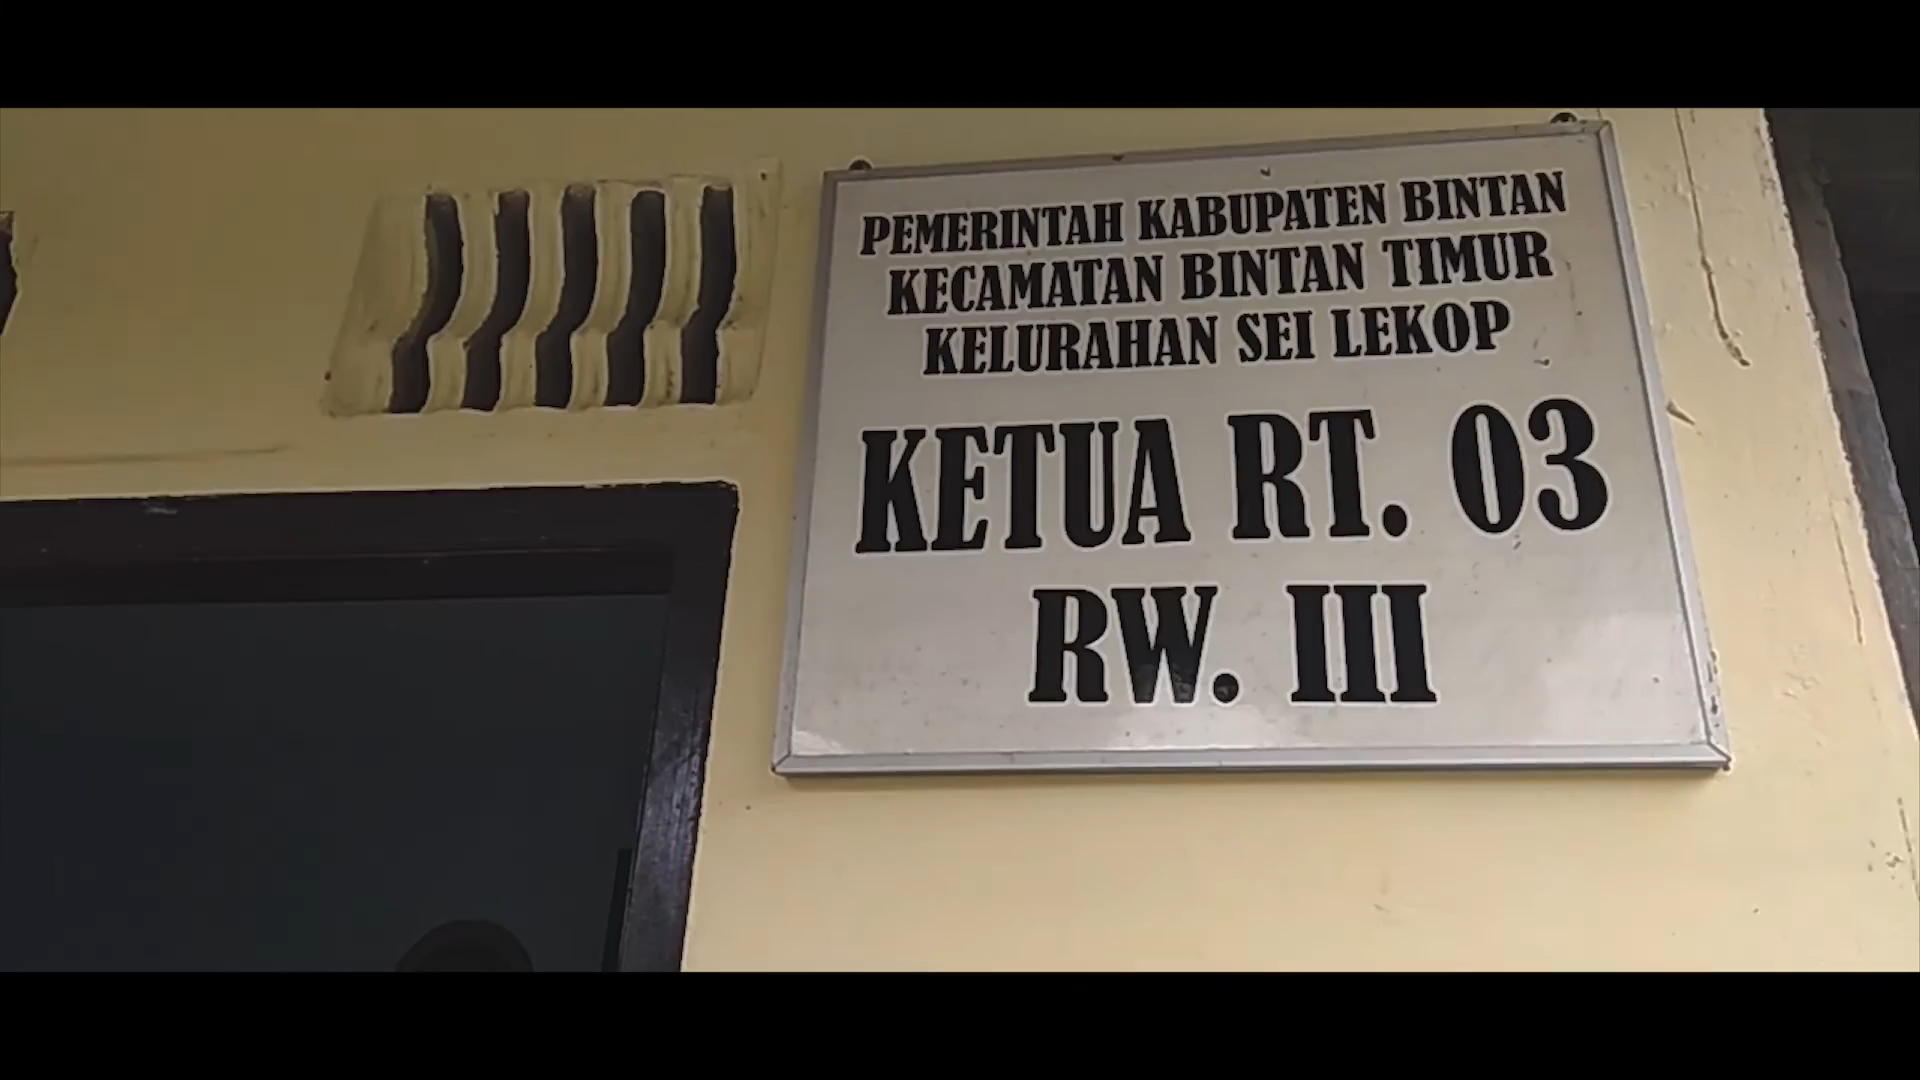 PEMERINTAH KABUPATEN BINTAN
KECAMATAN BINTAN TIMUR
KELURAHAN SEI LEKOP
KETUA RT. 03
RW. III